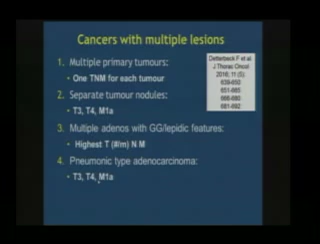 Cancers with multiple lesions
Detterbeck F et al.
J Thorac Oncol
2016; 11 (5)
639-650
651-665
666-680
681-692
1. Multiple primary tumours:
• One TNM for each tumour
2. Separate tumour nodules:
• T3, T4, M1a
3. Multiple adenos with GG/lepidic features:
• Highest T (#/m) N M
4. Pneumonic type adenocarcinoma:
• T3, T4, M1a